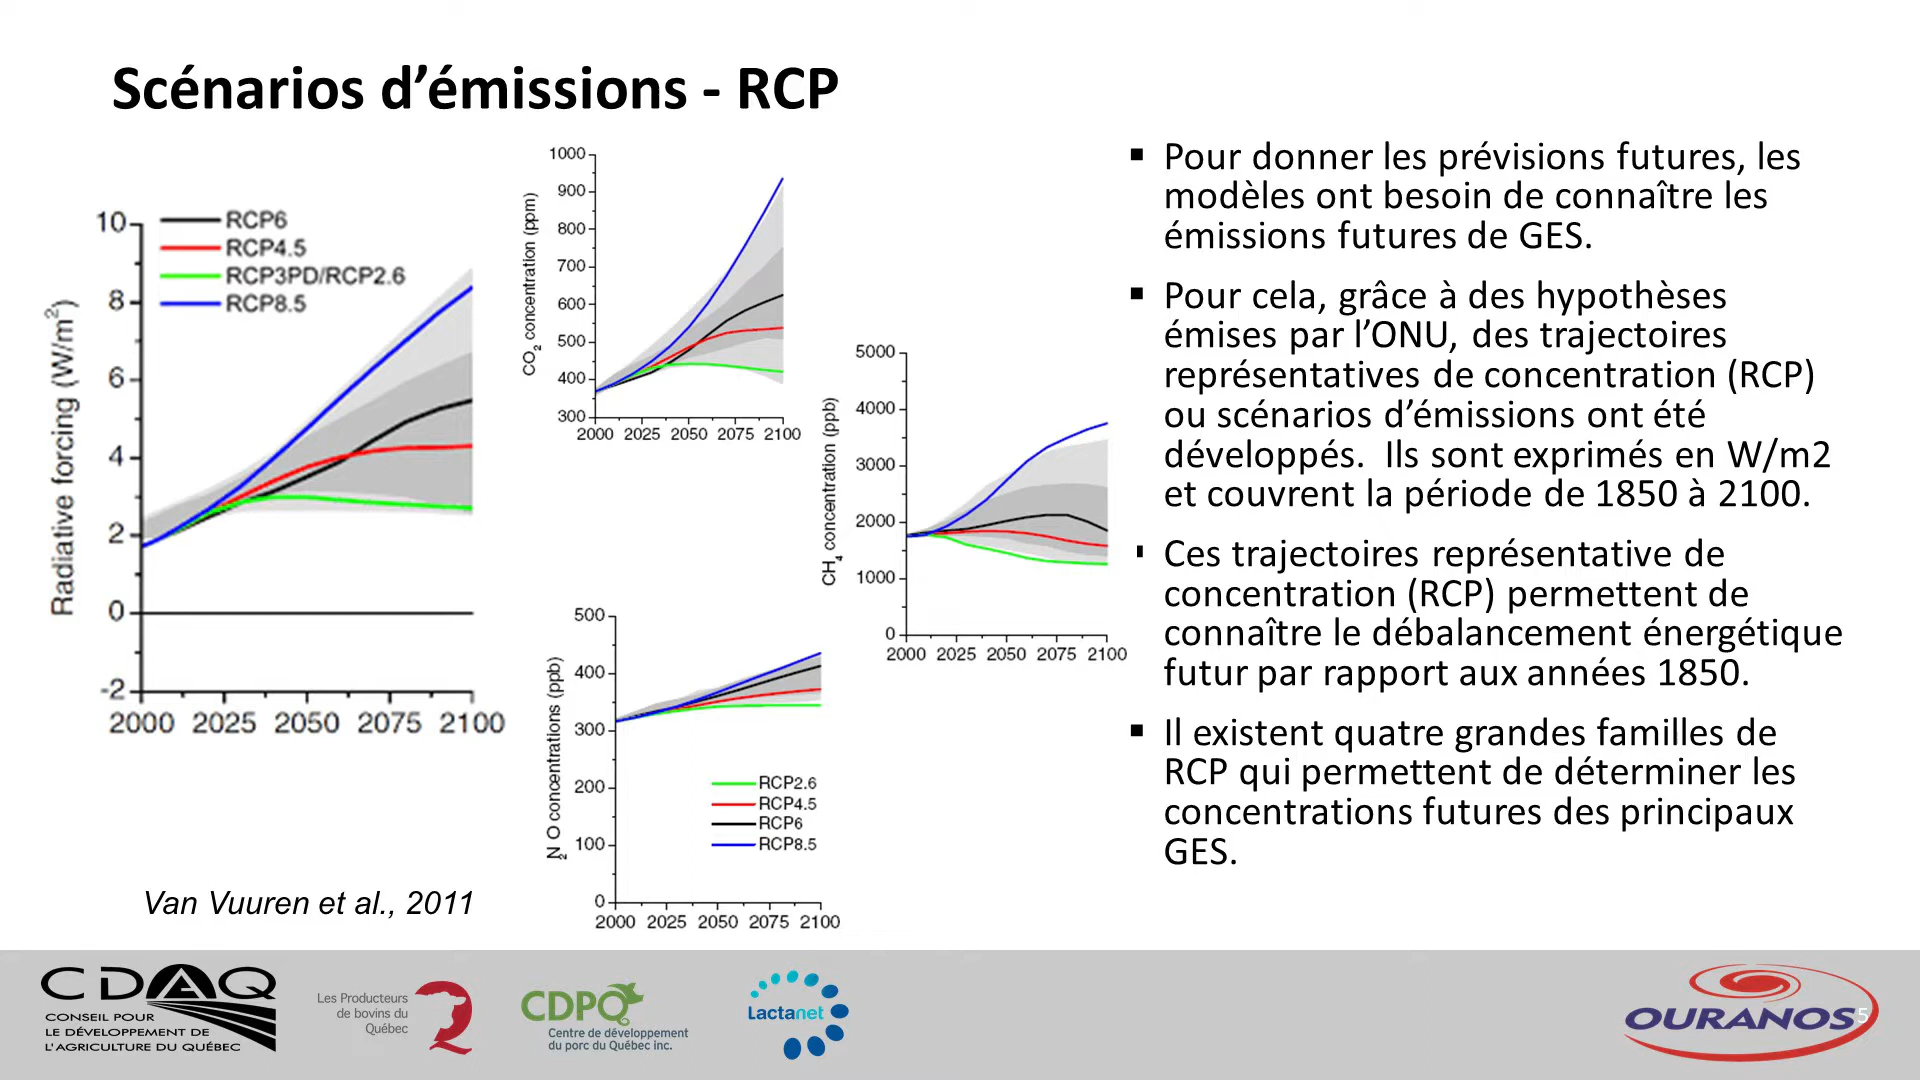 Scénarios d’émissions - RCP
10
8
6
4
2
0
-2
Radiative forcing (W/m2)
RCP6
RCP4.5
RCP3PD/RCP2.6
RCP8.5
2000 2025 2050 2075 2100
1000
900
800
700
600
500
400
300
CO2 concentration (ppm)
2000 2025 2050 2075 2100
5000
4000
3000
2000
1000
0
CH4 concentration (ppb)
2000 2025 2050 2075 2100
500
400
300
200
100
0
N2O concentrations (ppb)
RCP2.6
RCP4.5
RCP6
RCP8.5
2000 2025 2050 2075 2100
Van Vuuren et al., 2011
▪ Pour donner les prévisions futures, les
modèles ont besoin de connaître les
émissions futures de GES.
▪ Pour cela, grâce à des hypothèses
émises par l’ONU, des trajectoires
représentatives de concentration (RCP)
ou scénarios d’émissions ont été
développés. Ils sont exprimés en W/m2
et couvrent la période de 1850 à 2100.
▪ Ces trajectoires représentative de
concentration (RCP) permettent de
connaître le débalancement énergétique
futur par rapport aux années 1850.
▪ Il existent quatre grandes familles de
RCP qui permettent de déterminer les
concentrations futures des principaux
GES.
CDAQ
CONSEIL POUR
LE DÉVELOPPEMENT DE
L'AGRICULTURE DU QUÉBEC
Les Producteurs
de bovins du
Québec
CDPQ
Centre de développement
du porc du Québec inc.
Lactanet
OURANOS
5